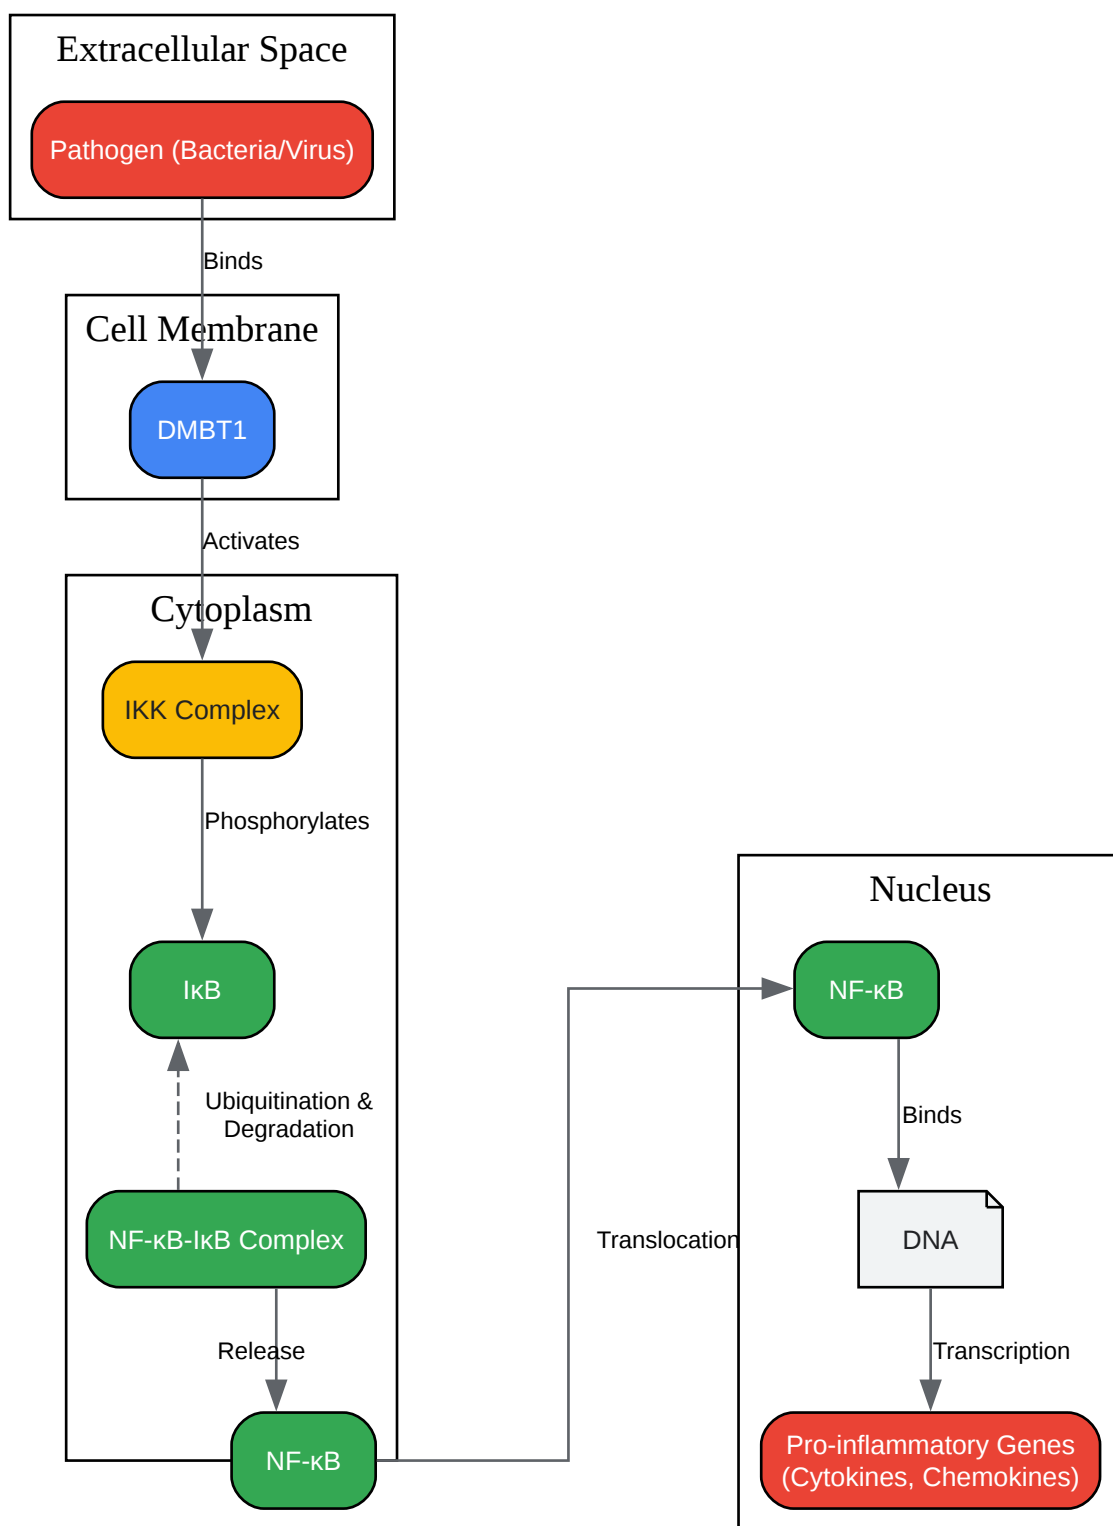 Extracellular Space
Pathogen (Bacteria/Virus)
Binds
Cell Membrane
DMBT1
Activates
Cytoplasm
IKK Complex
Phosphorylates
IκB
Ubiquitination &
Degradation
NF-κB-IκB Complex
Release
NF-κB
Translocation
Nucleus
NF-κB
Binds
DNA
Transcription
Pro-inflammatory Genes
(Cytokines, Chemokines)